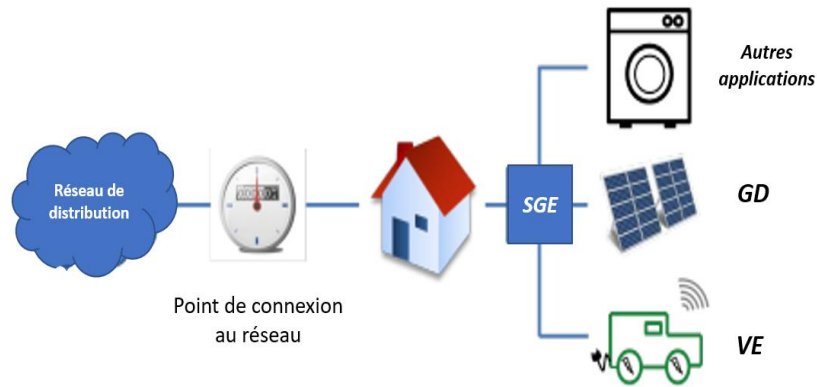 Réseau de
distribution
Point de connexion
au réseau
SGE
Autres
applications
GD
VE